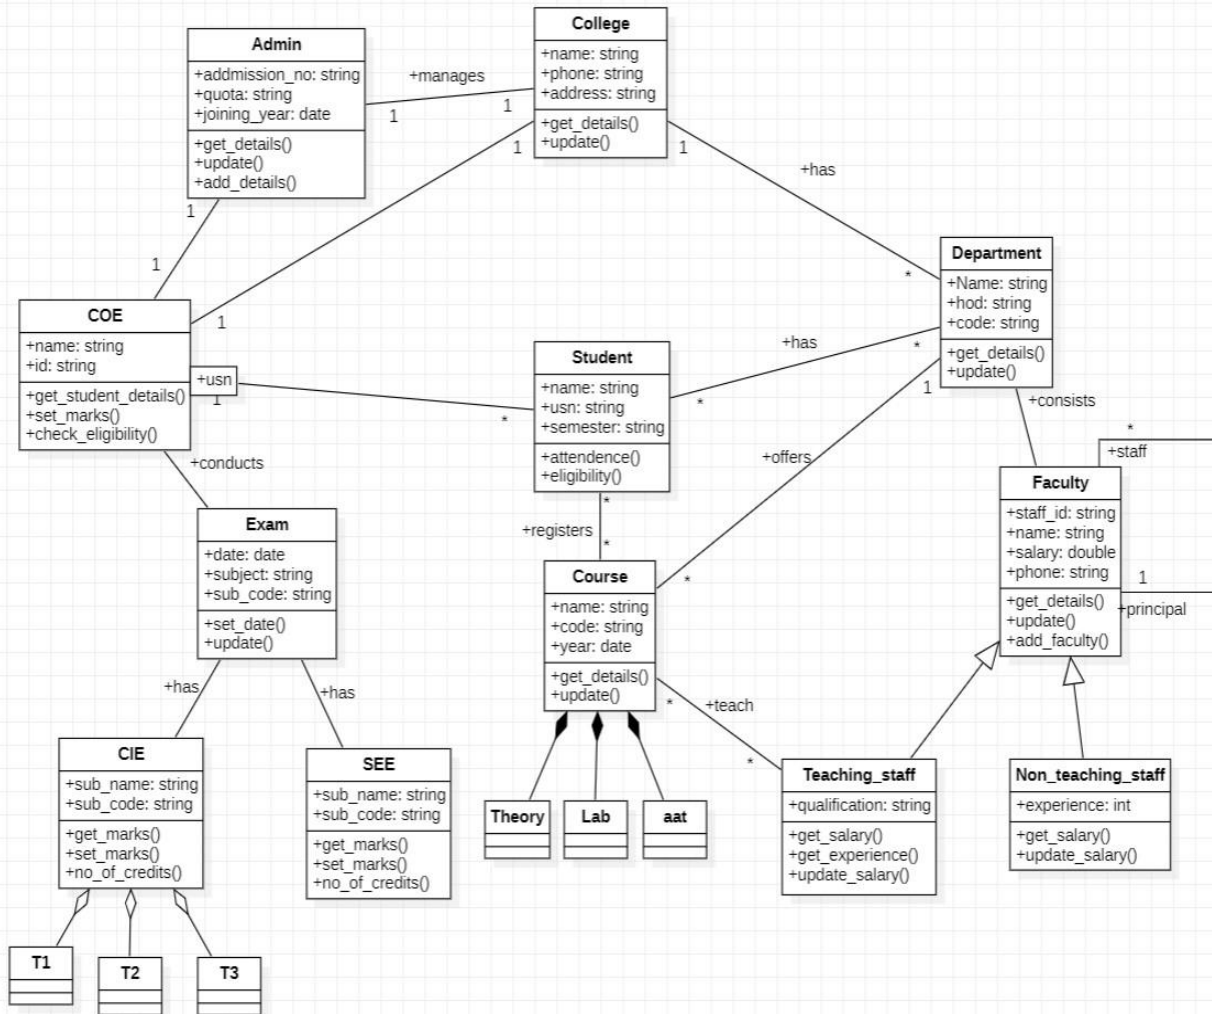 College
+name: string
+phone: string
+address: string
+get_details()
+update()
Admin
+addmission_no: string
+quota: string
+joining_year: date
+get_details()
+update()
+add_details()
+manages
1
1
1
1
+has
*
1
1
1
Department
+Name: string
+hod: string
+code: string
+get_details()
+update()
COE
+name: string
+id: string
+get_student_details()
+set_marks()
+check_eligibility()
+usn
1
*
Student
+name: string
+usn: string
+semester: string
+attendence()
+eligibility()
+has
*
*
1
+offers
*
+consists
*
+staff
Faculty
+staff_id: string
+name: string
+salary: double
+phone: string
+get_details()
+update()
+add_faculty()
1
+principal
+conducts
Exam
+date: date
+subject: string
+sub_code: string
+set_date()
+update()
*
+registers
*
Course
+name: string
+code: string
+year: date
+get_details()
+update()
*
+teach
*
+has
+has
CIE
+sub_name: string
+sub_code: string
+get_marks()
+set_marks()
+no_of_credits()
SEE
+sub_name: string
+sub_code: string
+get_marks()
+set_marks()
+no_of_credits()
Theory
Lab
aat
Teaching_staff
+qualification: string
+get_salary()
+get_experience()
+update_salary()
Non_teaching_staff
+experience: int
+get_salary()
+update_salary()
T1
T2
T3